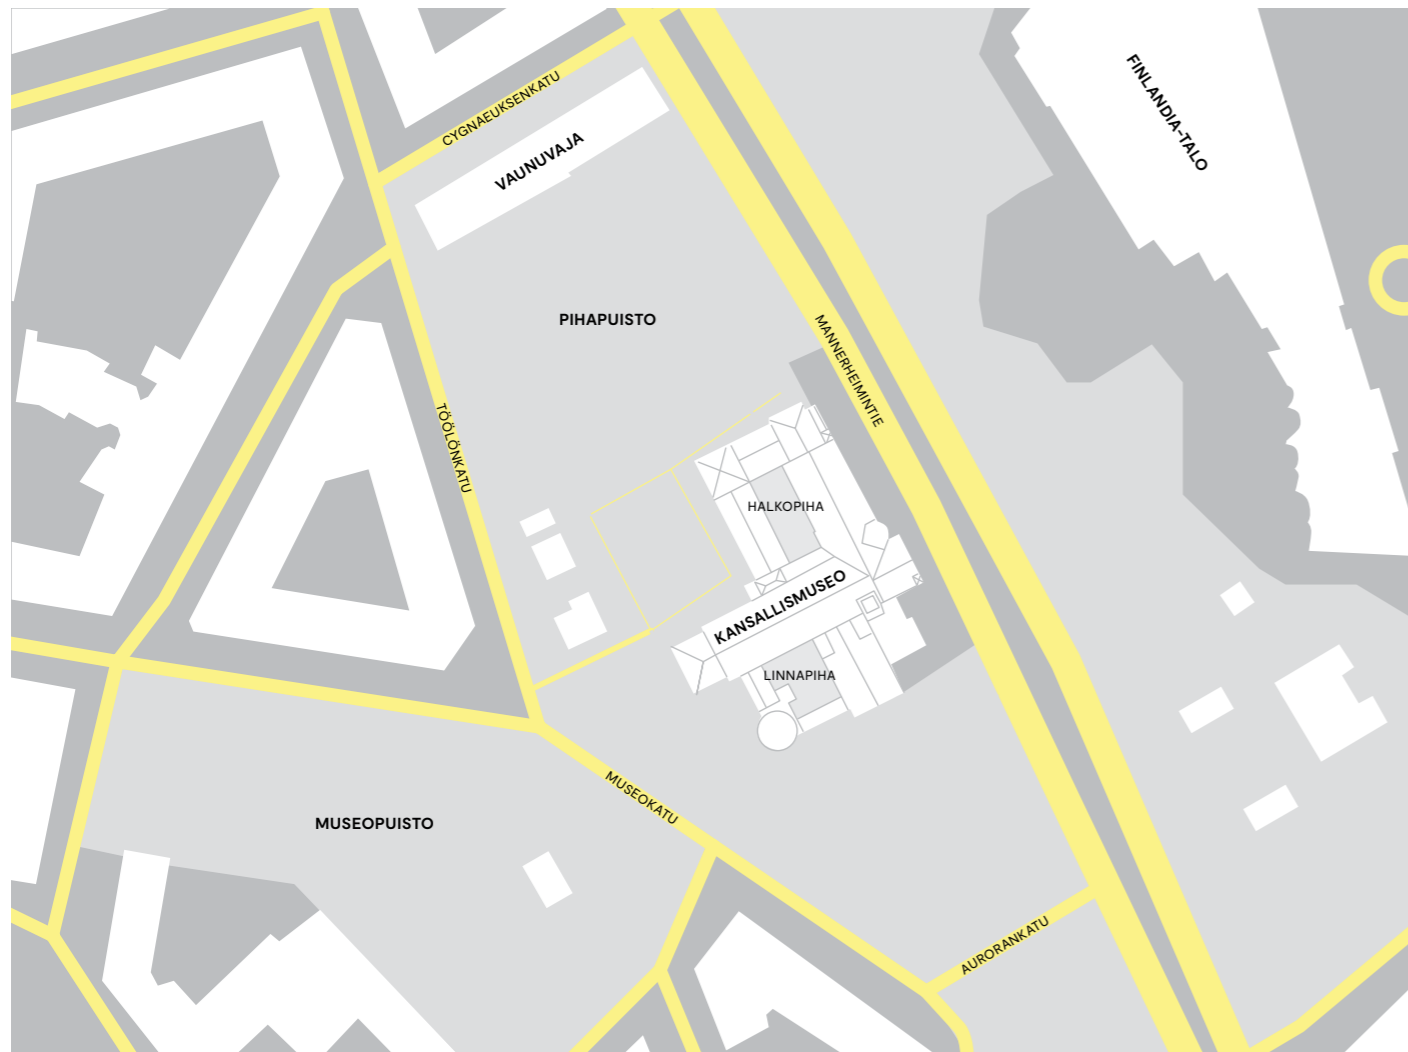 FINLANDIA-TALO
CYGNAEUKSENKATU
VAUNUVAJA
PIHAPUISTO
MANNERHEIMINTIE
TÖÖLÖNKATU
HALKOPIHA
KANSALLISMUSEO
LINNAPIHA
MUSEOKATU
MUSEOPUISTO
AURORANKATU